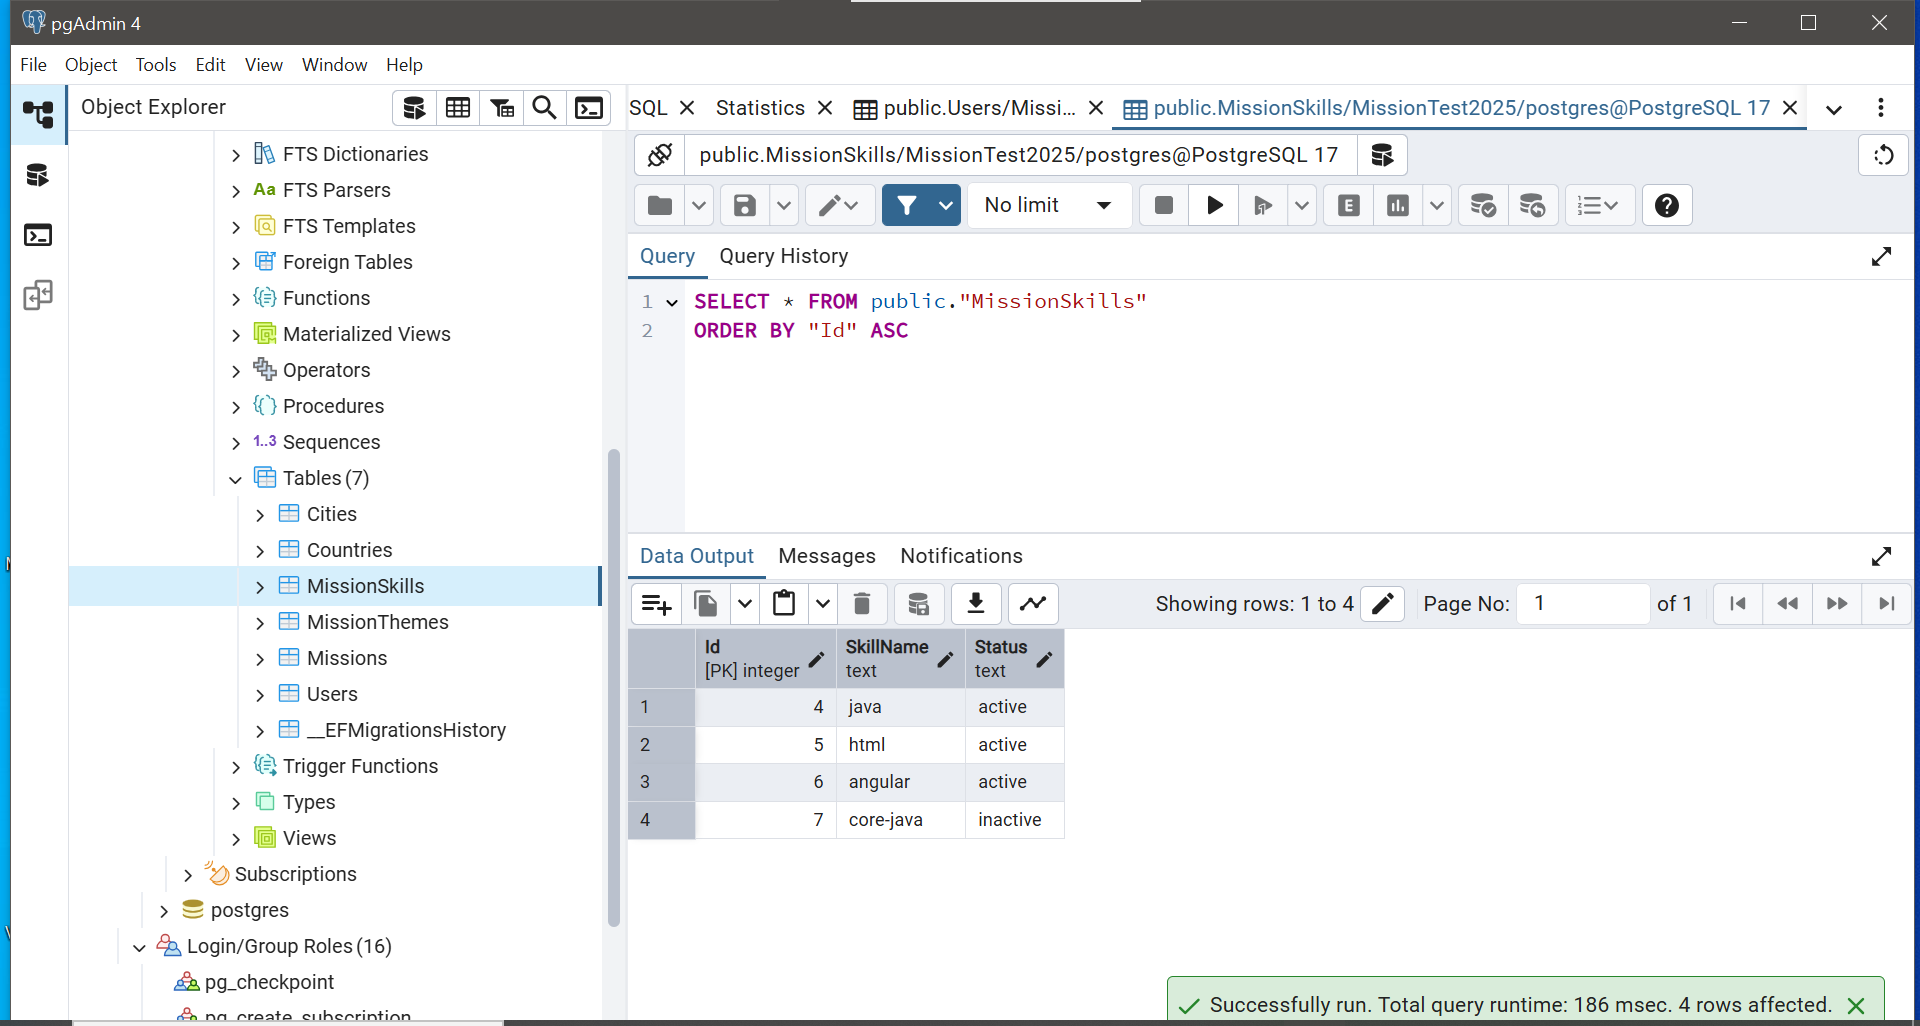 pgAdmin 4
File Object Tools Edit View Window Help
Object Explorer
SQL Statistics public.Users/Missi... public.MissionSkills/MissionTest2025/postgres@PostgreSQL 17
public.MissionSkills/MissionTest2025/postgres@PostgreSQL 17
No limit
E
Query Query History
1 SELECT * FROM public."MissionSkills"
2 ORDER BY "Id" ASC
FTS Dictionaries
Aa FTS Parsers
FTS Templates
Foreign Tables
Functions
Materialized Views
Operators
Procedures
1..3 Sequences
Tables (7)
Cities
Countries
MissionSkills
MissionThemes
Missions
Users
__EFMigrationsHistory
Trigger Functions
Types
Views
Subscriptions
postgres
Login/Group Roles (16)
pg_checkpoint
pg_create_subscription
Data Output Messages Notifications
Showing rows: 1 to 4 Page No: 1 of 1
Id SkillName Status
[PK] integer text text
1 4 java active
2 5 html active
3 6 angular active
4 7 core-java inactive
Successfully run. Total query runtime: 186 msec. 4 rows affected.